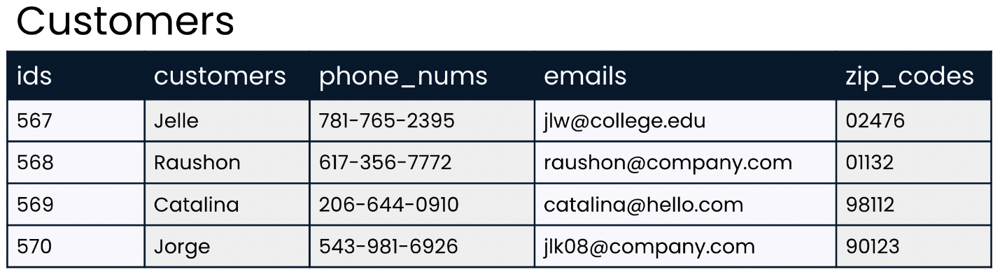 Customers
ids customers phone_nums emails zip_codes
567 Jelle 781-765-2395 jlw@college.edu 02476
568 Raushon 617-356-7772 raushon@company.com 01132
569 Catalina 206-644-0910 catalina@hello.com 98112
570 Jorge 543-981-6926 jlk08@company.com 90123